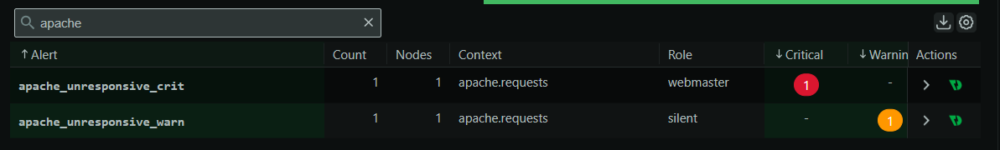 apache
Alert Count Nodes Context Role Critical Warnin Actions
apache_unresponsive_crit 1 1 apache.requests webmaster 1 -
apache_unresponsive_warn 1 1 apache.requests silent - 1